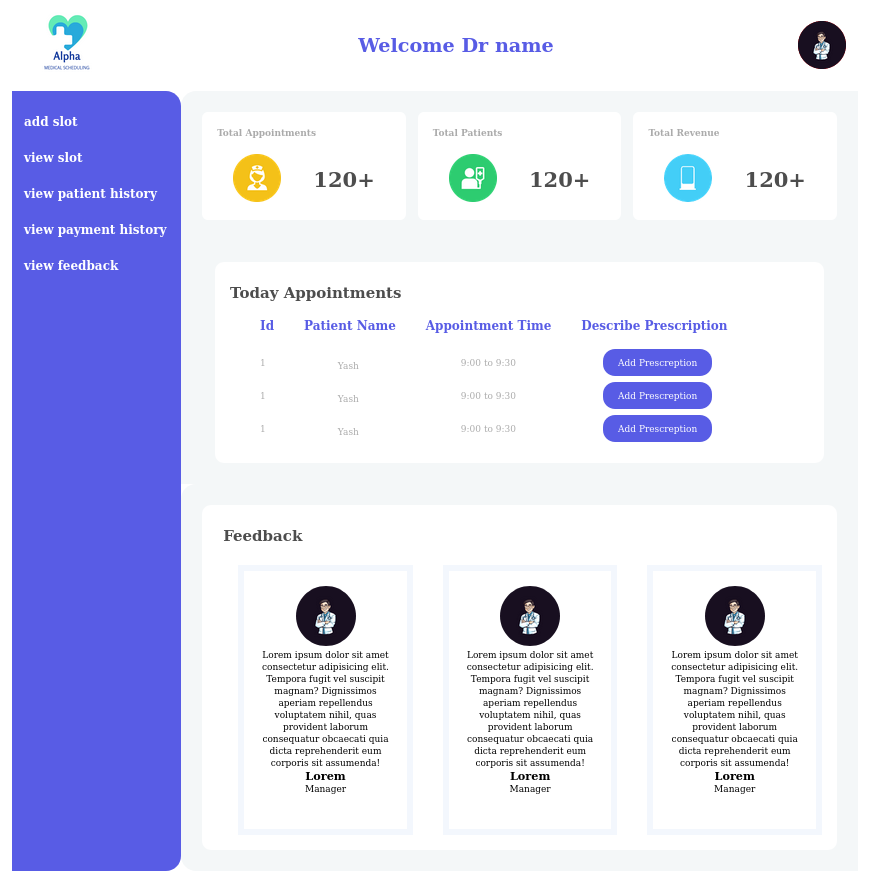 Alpha
MEDICAL SCHEDULING
Welcome Dr name
add slot
view slot
view patient history
view payment history
view feedback
Total Appointments
120+
Total Patients
120+
Total Revenue
120+
Today Appointments
Id Patient Name Appointment Time Describe Prescription
1 Yash 9:00 to 9:30 Add Prescreption
1 Yash 9:00 to 9:30 Add Prescreption
1 Yash 9:00 to 9:30 Add Prescreption
Feedback
Lorem ipsum dolor sit amet
consectetur adipisicing elit.
Tempora fugit vel suscipit
magnam? Dignissimos
aperiam repellendus
voluptatem nihil, quas
provident laborum
consequatur obcaecati quia
dicta reprehenderit eum
corporis sit assumenda!
Lorem
Manager
Lorem ipsum dolor sit amet
consectetur adipisicing elit.
Tempora fugit vel suscipit
magnam? Dignissimos
aperiam repellendus
voluptatem nihil, quas
provident laborum
consequatur obcaecati quia
dicta reprehenderit eum
corporis sit assumenda!
Lorem
Manager
Lorem ipsum dolor sit amet
consectetur adipisicing elit.
Tempora fugit vel suscipit
magnam? Dignissimos
aperiam repellendus
voluptatem nihil, quas
provident laborum
consequatur obcaecati quia
dicta reprehenderit eum
corporis sit assumenda!
Lorem
Manager